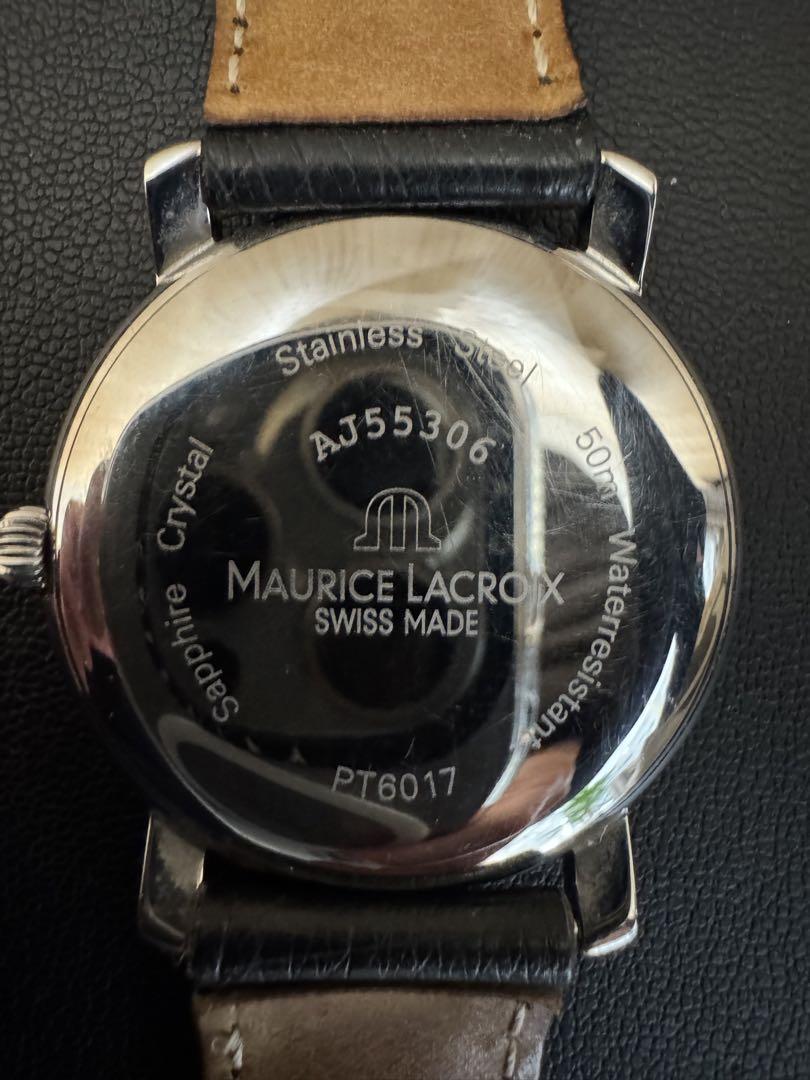 Stainless Steel
AJ55306
50m Waterresistant
Sapphire Crystal
MAURICE LACROIX
SWISS MADE
PT6017